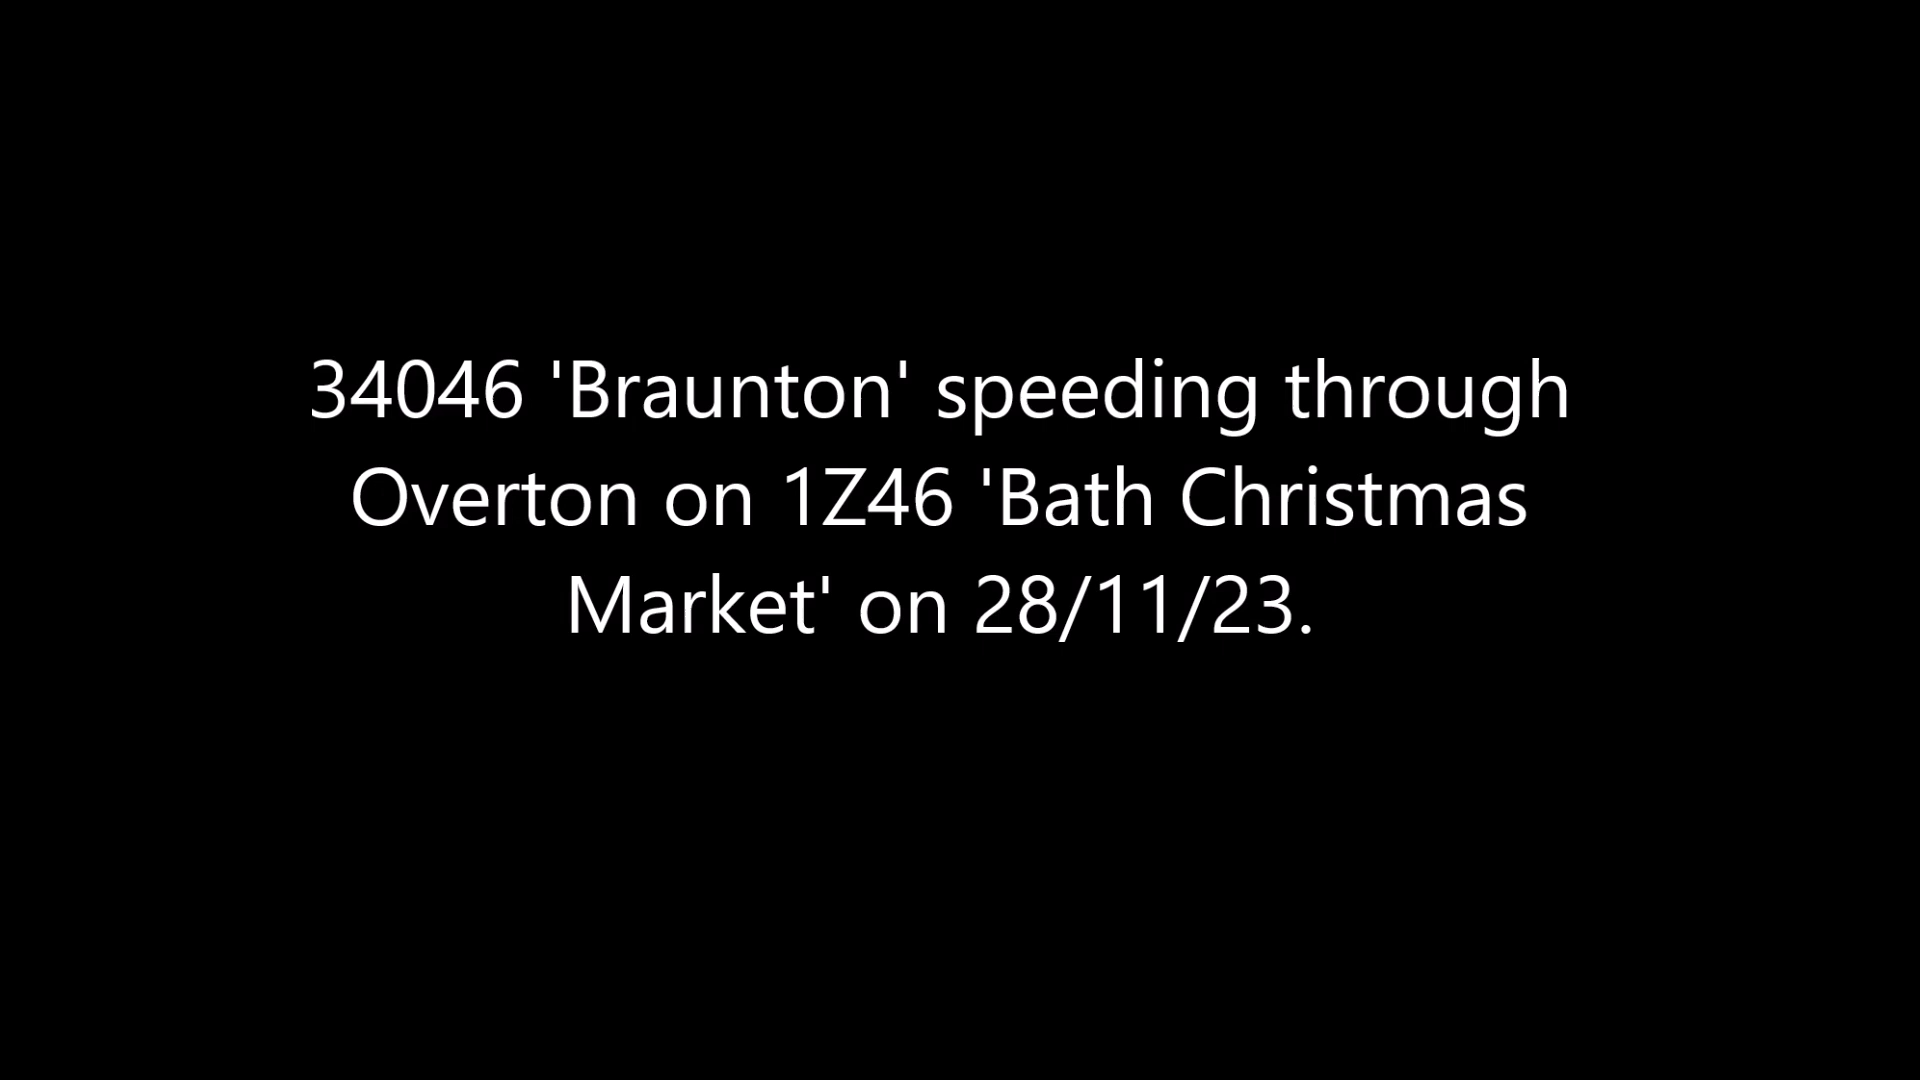 34046 'Braunton' speeding through
Overton on 1Z46 'Bath Christmas
Market' on 28/11/23.